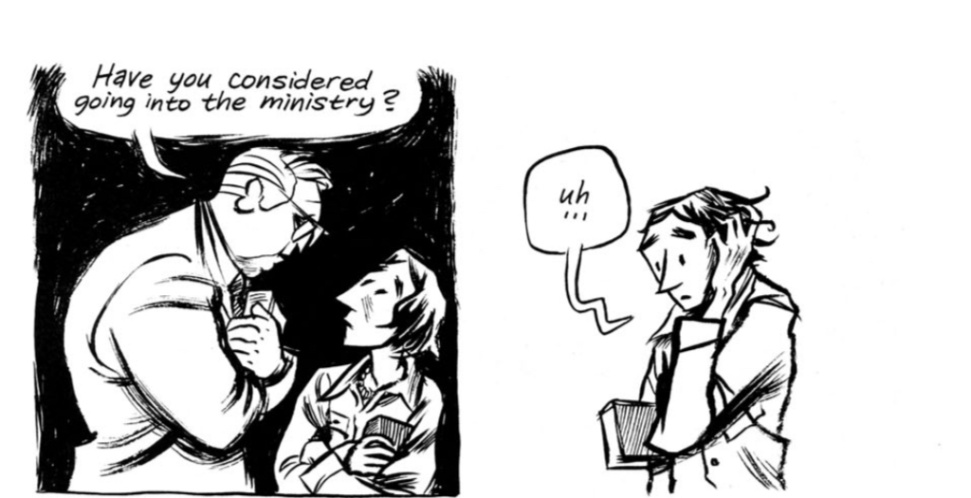 Have you considered
going into the ministry?
uh
...